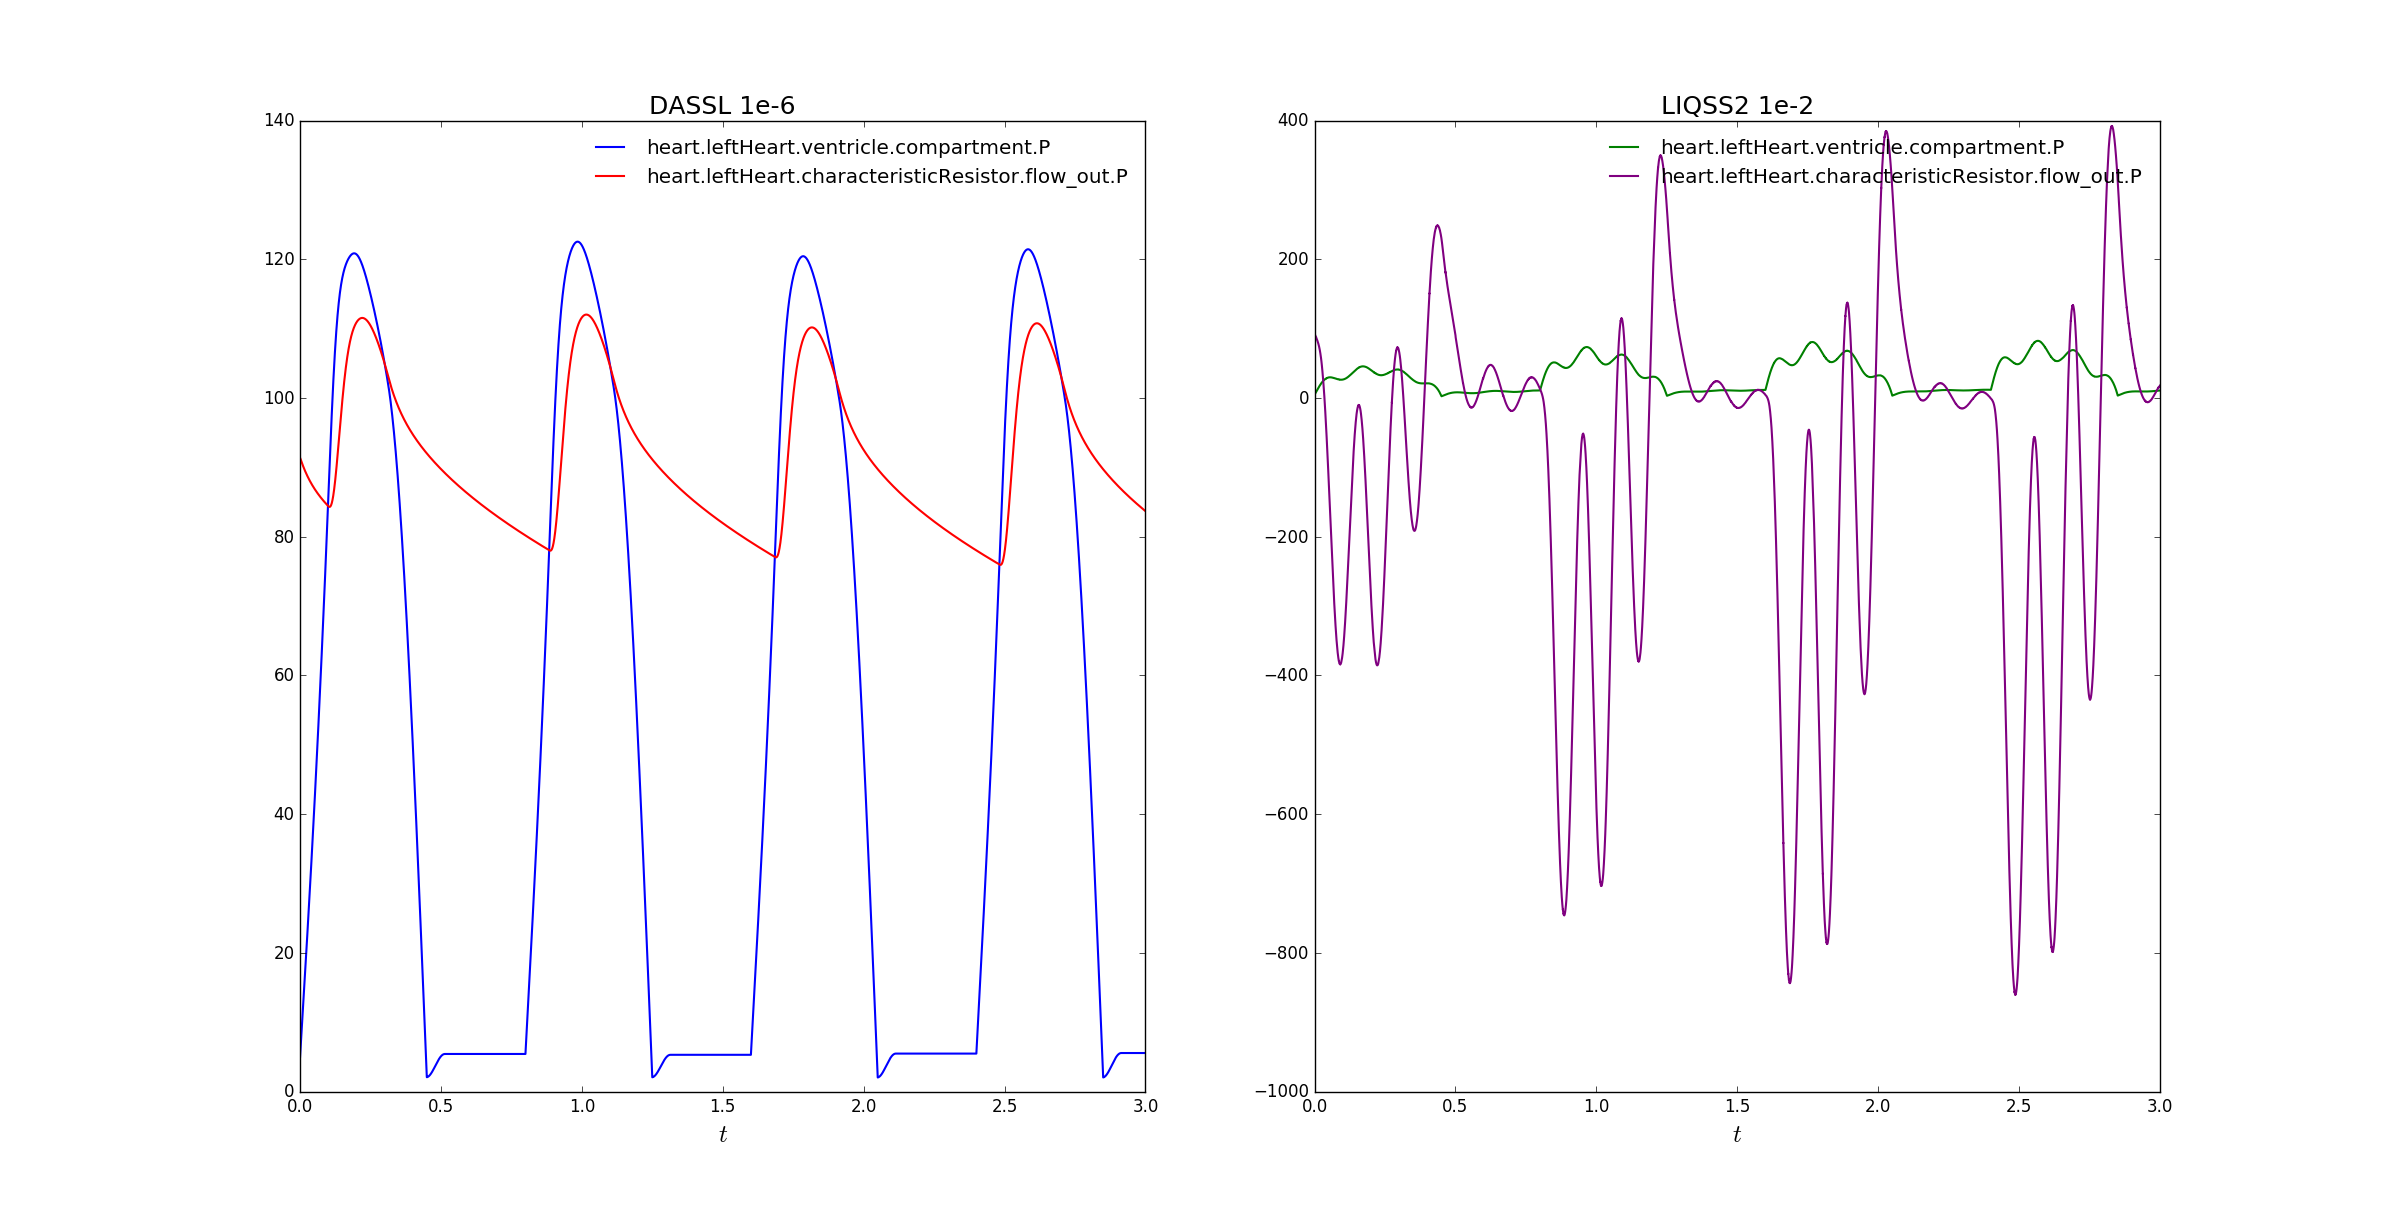 DASSL 1e-6
140
120
100
80
60
40
20
0
heart.leftHeart.ventricle.compartment.P
heart.leftHeart.characteristicResistor.flow_out.P
0.0 0.5 1.0 1.5 2.0 2.5 3.0
t
LIQSS2 1e-2
400
200
0
−200
−400
−600
−800
−1000
heart.leftHeart.ventricle.compartment.P
heart.leftHeart.characteristicResistor.flow_out.P
0.0 0.5 1.0 1.5 2.0 2.5 3.0
t